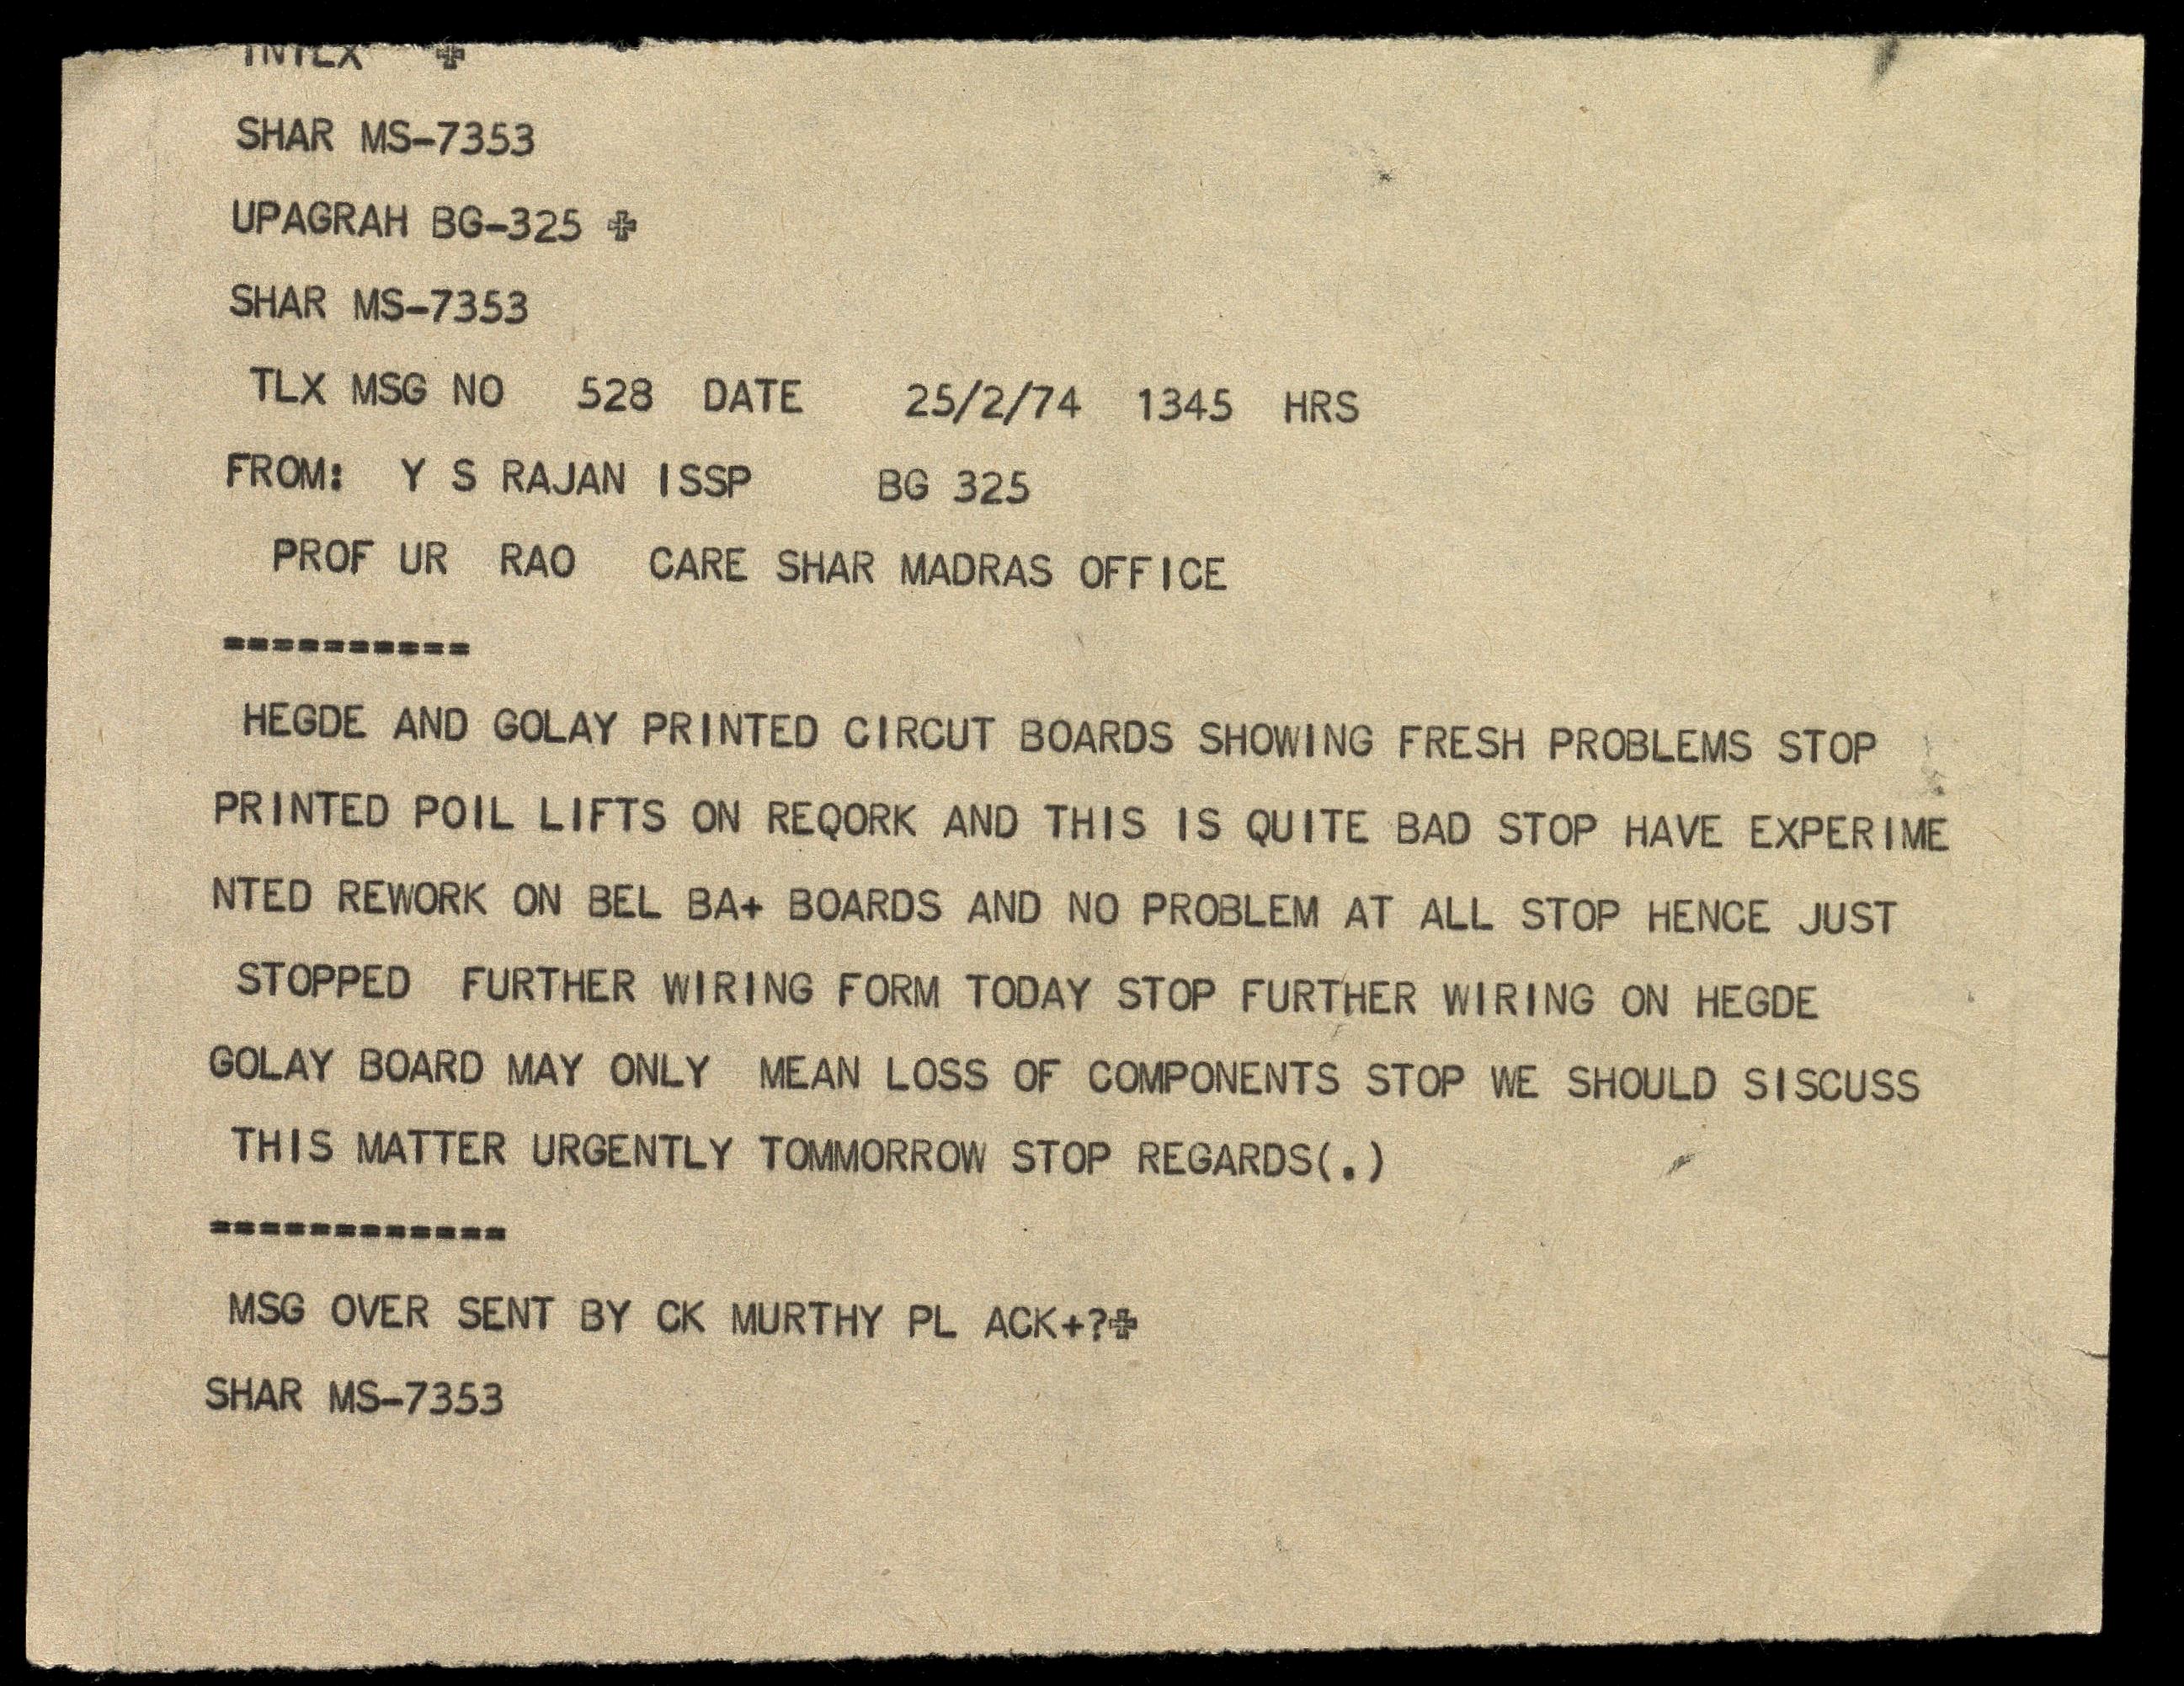 INTEX ✠
SHAR MS-7353
UPAGRAH BG-325 ✠
SHAR MS-7353
TLX MSG NO 528 DATE 25/2/74 1345 HRS
FROM: Y S RAJAN ISSP BG 325
PROF UR RAO CARE SHAR MADRAS OFFICE
==========
HEGDE AND GOLAY PRINTED CIRCUT BOARDS SHOWING FRESH PROBLEMS STOP
PRINTED POIL LIFTS ON REQORK AND THIS IS QUITE BAD STOP HAVE EXPERIME
NTED REWORK ON BEL BA+ BOARDS AND NO PROBLEM AT ALL STOP HENCE JUST
STOPPED FURTHER WIRING FORM TODAY STOP FURTHER WIRING ON HEGDE
GOLAY BOARD MAY ONLY MEAN LOSS OF COMPONENTS STOP WE SHOULD SISCUSS
THIS MATTER URGENTLY TOMMORROW STOP REGARDS(.)
============
MSG OVER SENT BY CK MURTHY PL ACK+?✠
SHAR MS-7353